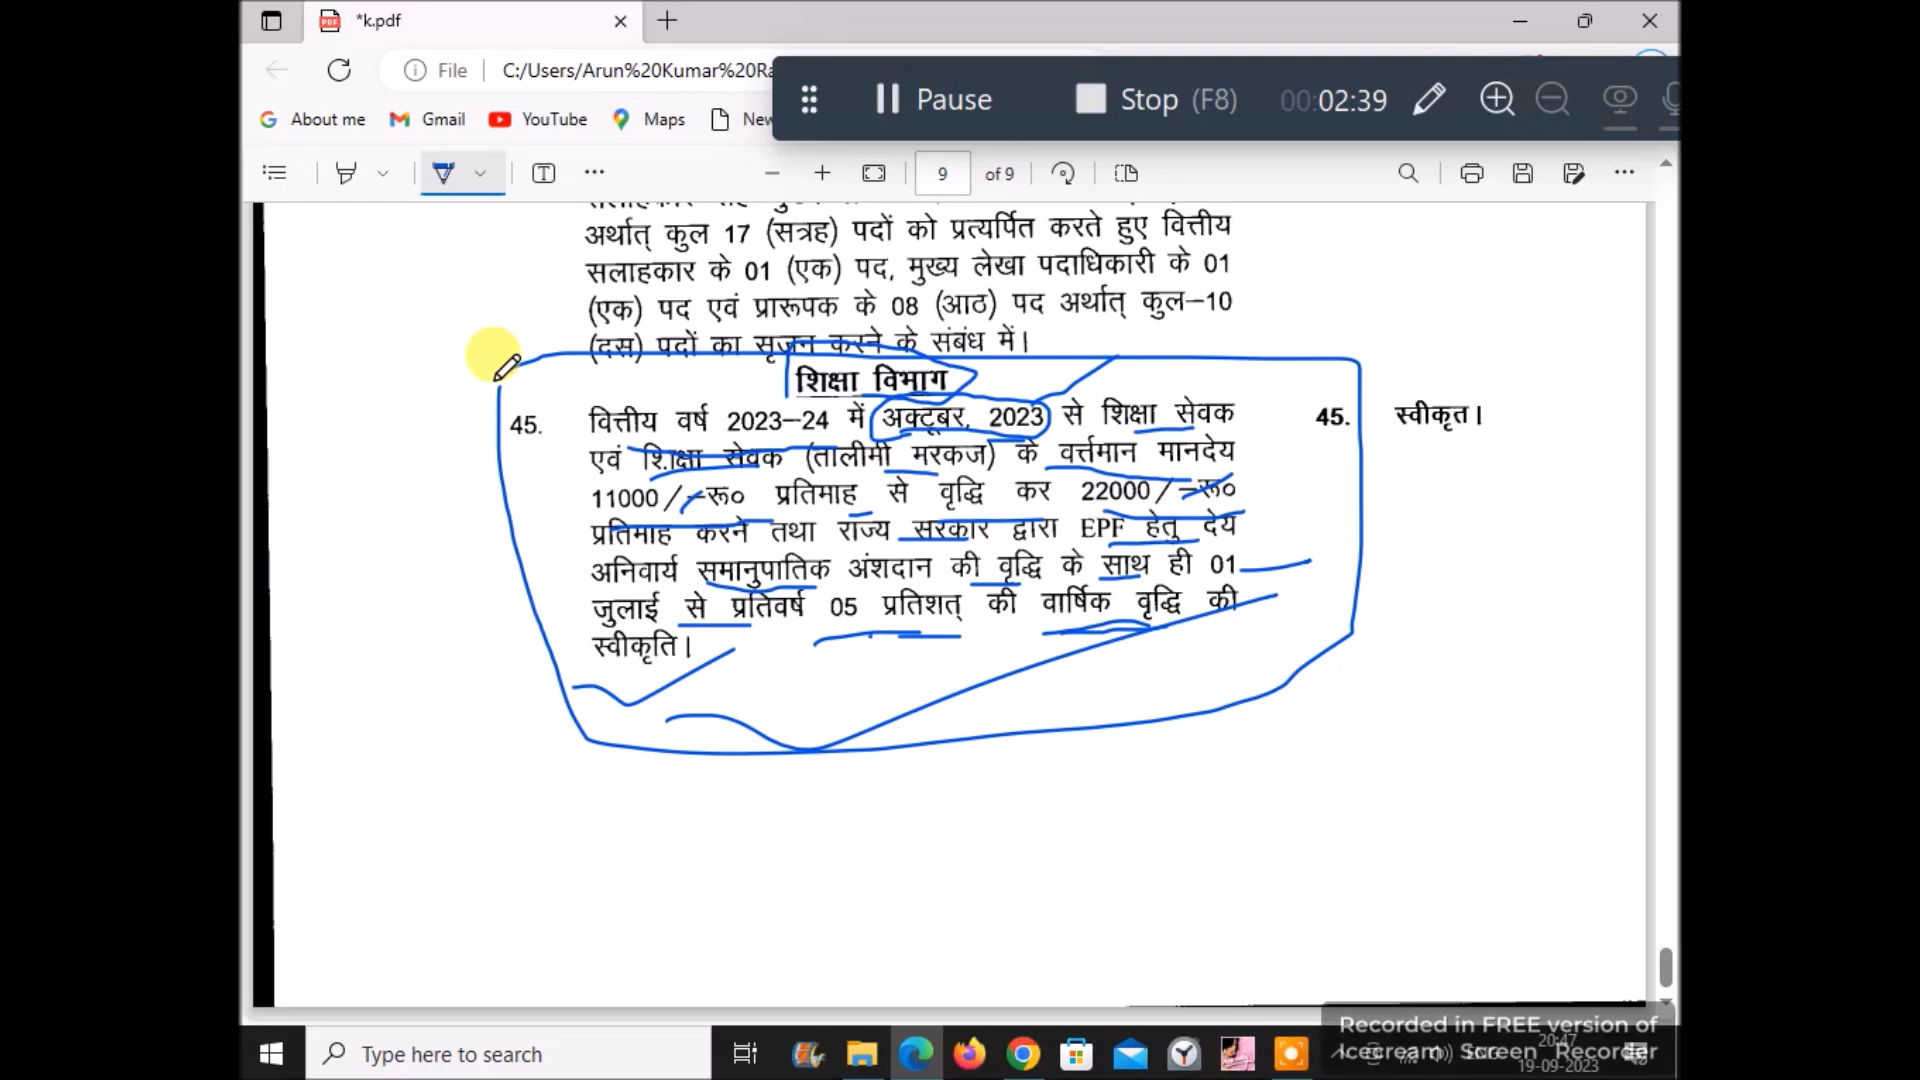 *k.pdf
File C:/Users/Arun%20Kumar%20Ra
Pause Stop (F8) 00:02:39
About me Gmail YouTube Maps New
9 of 9
अर्थात् कुल 17 (सत्रह) पदों को प्रत्यर्पित करते हुए वित्तीय
सलाहकार के 01 (एक) पद, मुख्य लेखा पदाधिकारी के 01
(एक) पद एवं प्रारूपक के 08 (आठ) पद अर्थात् कुल–10
(दस) पदों का सृजन करने के संबंध में।
शिक्षा विभाग
45. वित्तीय वर्ष 2023–24 में अक्टूबर, 2023 से शिक्षा सेवक 45. स्वीकृत।
एवं शिक्षा सेवक (तालीमी मरकज) के वर्त्तमान मानदेय
11000/–रू० प्रतिमाह से वृद्धि कर 22000/–रू०
प्रतिमाह करने तथा राज्य सरकार द्वारा EPF हेतु देय
अनिवार्य समानुपातिक अंशदान की वृद्धि के साथ ही 01
जुलाई से प्रतिवर्ष 05 प्रतिशत् की वार्षिक वृद्धि की
स्वीकृति।
Recorded in FREE version of
Icecream Screen Recorder
Type here to search
ENG
20:47
19-09-2023